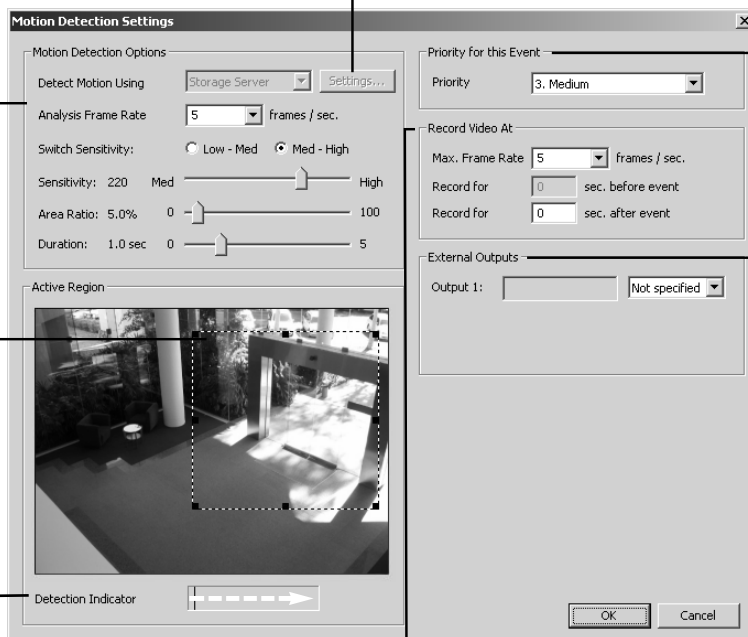 Motion Detection Settings
Motion Detection Options
Detect Motion Using Storage Server Settings...
Analysis Frame Rate 5 frames / sec.
Switch Sensitivity: Low - Med Med - High
Sensitivity: 220 Med High
Area Ratio: 5.0% 0 100
Duration: 1.0 sec 0 5
Active Region
Detection Indicator
Priority for this Event
Priority 3. Medium
Record Video At
Max. Frame Rate 5 frames / sec.
Record for 0 sec. before event
Record for 0 sec. after event
External Outputs
Output 1: Not specified
OK Cancel